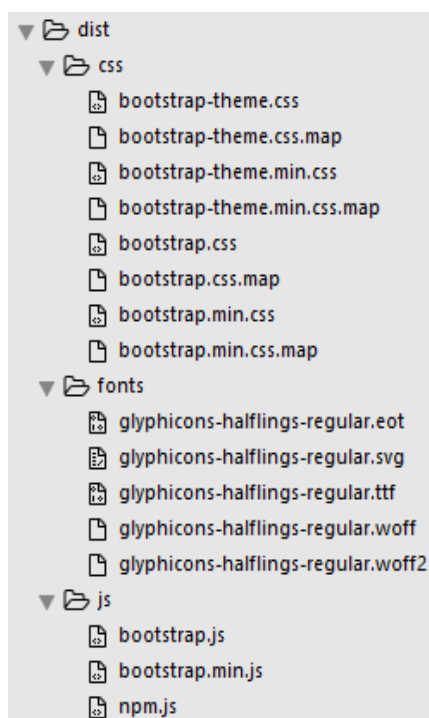 dist
css
bootstrap-theme.css
bootstrap-theme.css.map
bootstrap-theme.min.css
bootstrap-theme.min.css.map
bootstrap.css
bootstrap.css.map
bootstrap.min.css
bootstrap.min.css.map
fonts
glyphicons-halflings-regular.eot
glyphicons-halflings-regular.svg
glyphicons-halflings-regular.ttf
glyphicons-halflings-regular.woff
glyphicons-halflings-regular.woff2
js
bootstrap.js
bootstrap.min.js
npm.js